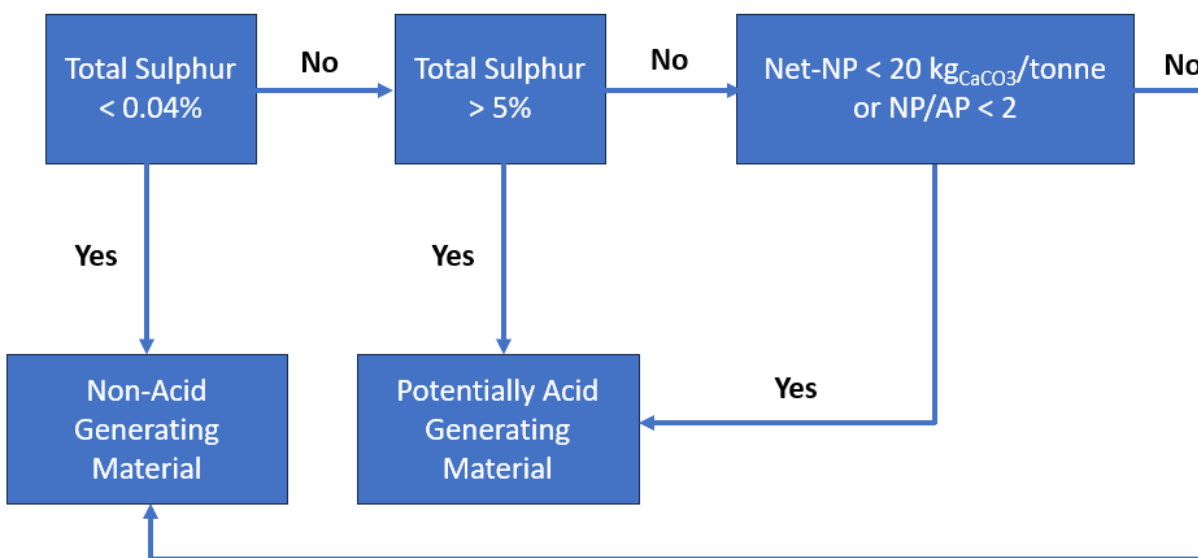 Total Sulphur
< 0.04%
No
Total Sulphur
> 5%
No
Net-NP < 20 kgCaCO3/tonne
or NP/AP < 2
No
Yes
Yes
Non-Acid
Generating
Material
Potentially Acid
Generating
Material
Yes